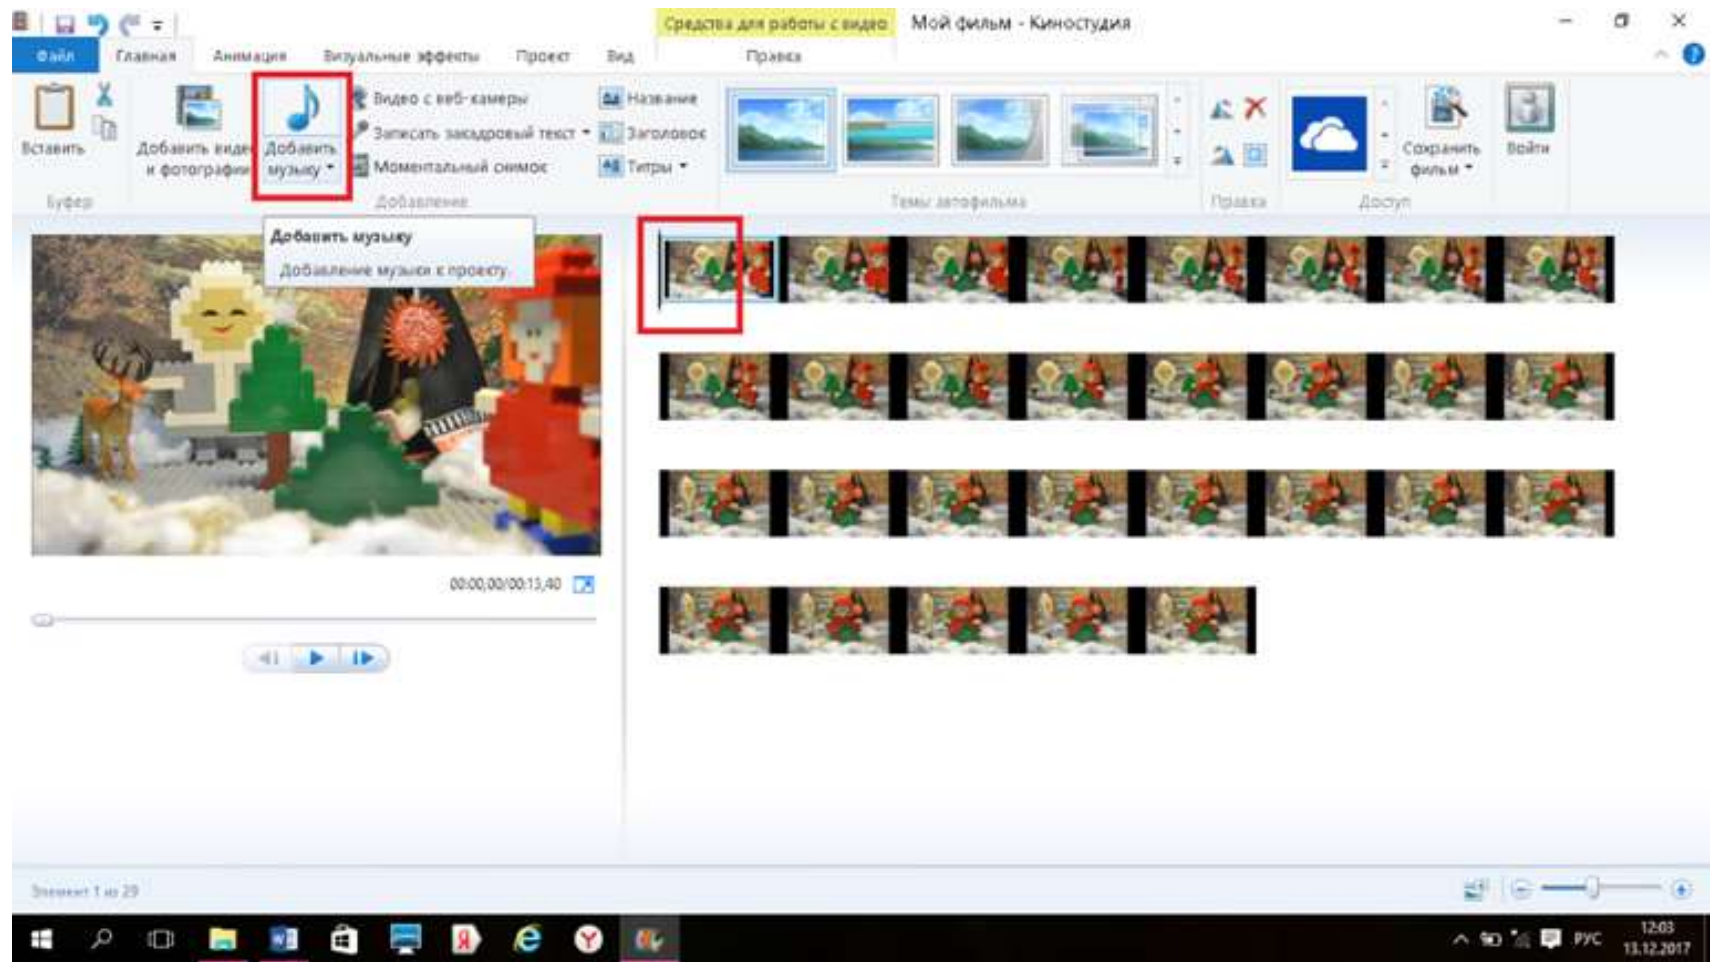 Средства для работы с видео
Мой фильм - Киностудия
Файл
Главная
Анимация
Визуальные эффекты
Проект
Вид
Правка
Вставить
Добавить виде
и фотографии
Добавить
музыку
Видео с веб-камеры
Записать закадровый текст
Моментальный снимок
Название
Заголовок
Титры
Сохранить
фильм
Войти
Буфер
Добавление
Темы автофильма
Правка
Доступ
Добавить музыку
Добавление музыки к проекту.
00:00,00/00:13,40
Элемент 1 из 29
РУС
12:03
13.12.2017